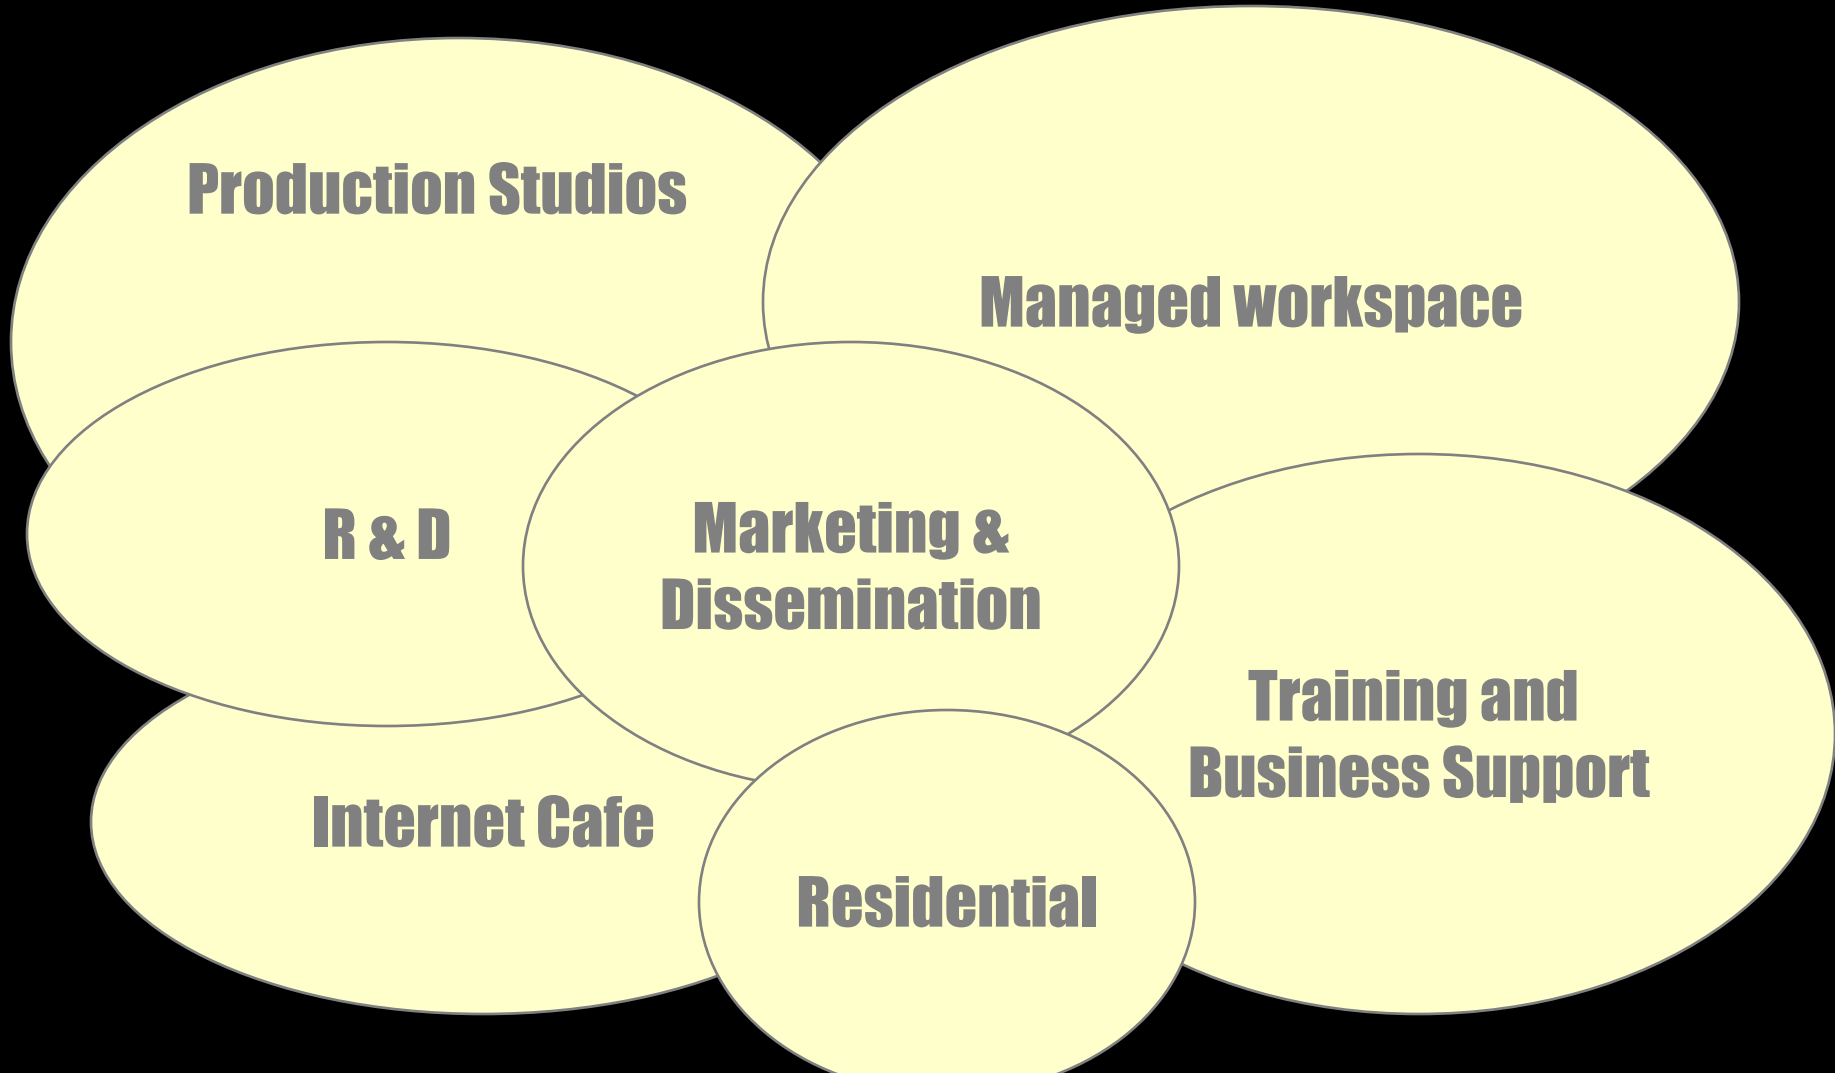 Production Studios
Managed workspace
R & D
Marketing &
Dissemination
Training and
Business Support
Internet Cafe
Residential